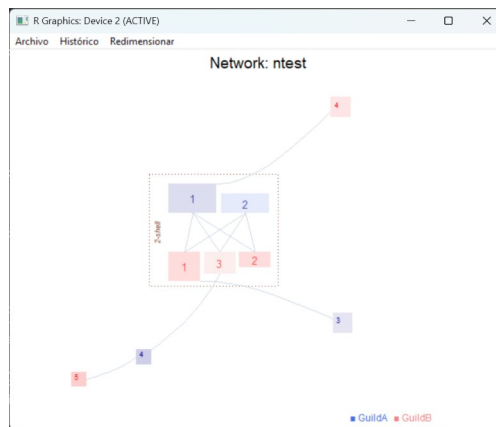 R Graphics: Device 2 (ACTIVE)
Archivo Histórico Redimensionar
Network: ntest
4
1 2
2-shell
1 3 2
3
4
5
GuildA GuildB